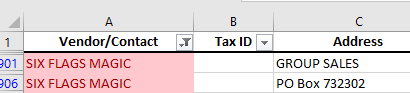 A B C
1 Vendor/Contact Tax ID Address
901 SIX FLAGS MAGIC GROUP SALES
906 SIX FLAGS MAGIC PO Box 732302